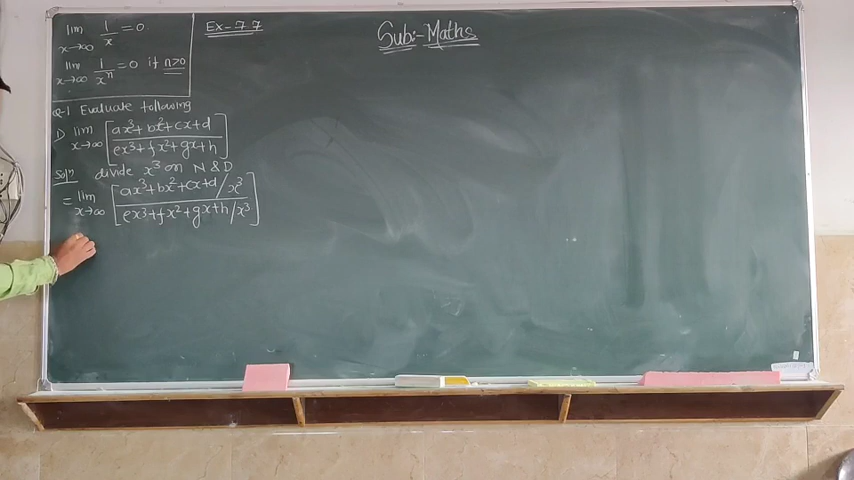 Sub:- Maths
Ex-7.7
lim x→∞ 1/x = 0
lim x→∞ 1/xⁿ = 0 if n>0
Q-1 Evaluate following
1) lim x→∞ [ax³+bx²+cx+d / ex³+fx²+gx+h]
Solⁿ divide x³ on N & D
= lim x→∞ [ax³+bx²+cx+d/x³ / ex³+fx²+gx+h/x³]